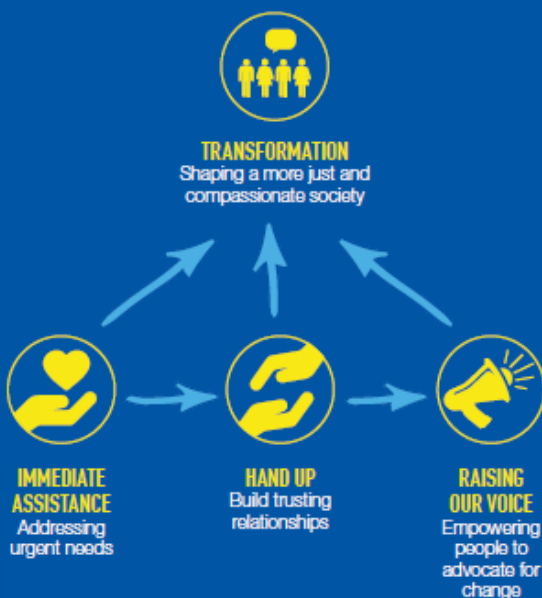 TRANSFORMATION
Shaping a more just and
compassionate society
IMMEDIATE
ASSISTANCE
Addressing
urgent needs
HAND UP
Build trusting
relationships
RAISING
OUR VOICE
Empowering
people to
advocate for
change